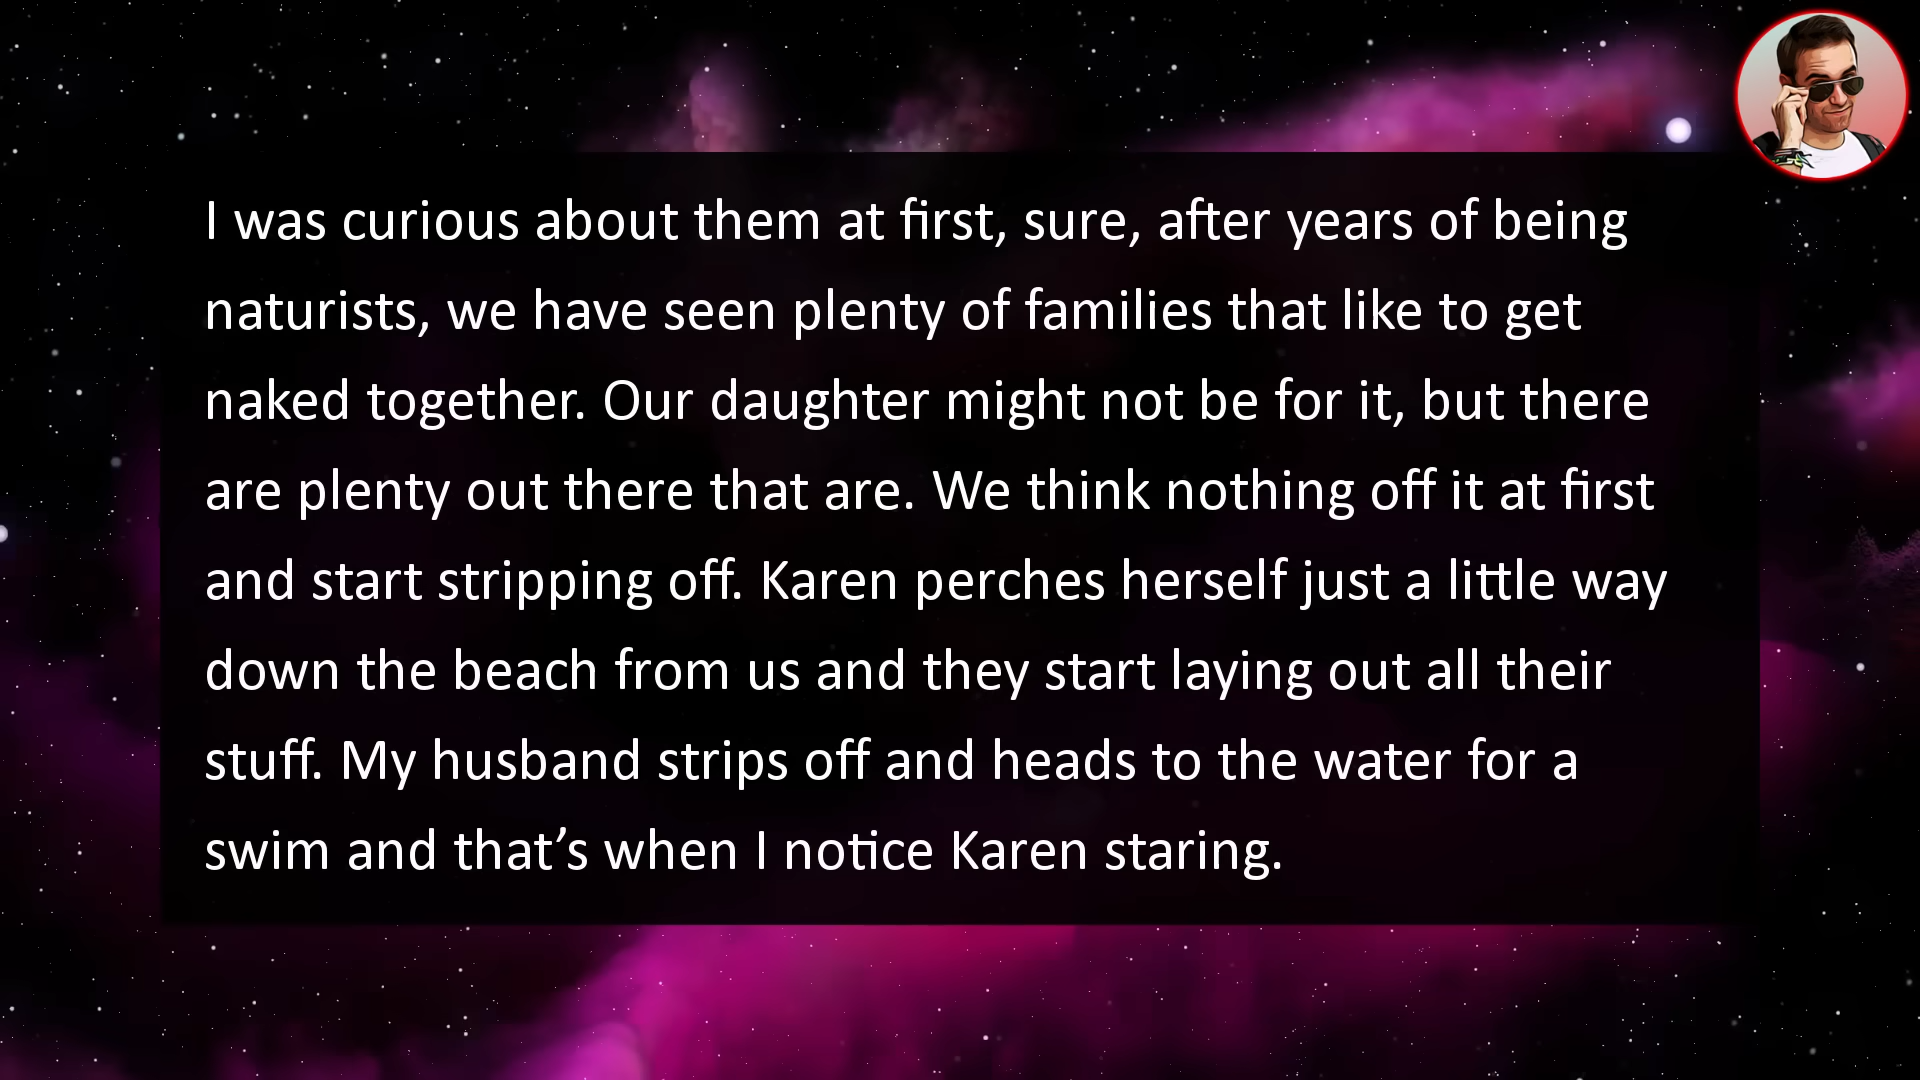 I was curious about them at first, sure, after years of being
naturists, we have seen plenty of families that like to get
naked together. Our daughter might not be for it, but there
are plenty out there that are. We think nothing off it at first
and start stripping off. Karen perches herself just a little way
down the beach from us and they start laying out all their
stuff. My husband strips off and heads to the water for a
swim and that’s when I notice Karen staring.